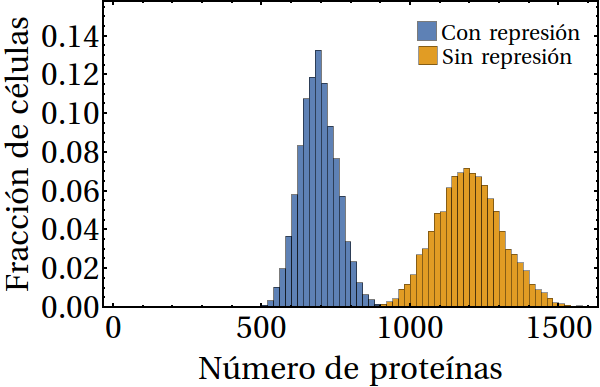 Con represión
Sin represión
Fracción de células
0.14
0.12
0.10
0.08
0.06
0.04
0.02
0.00
0 500 1000 1500
Número de proteínas